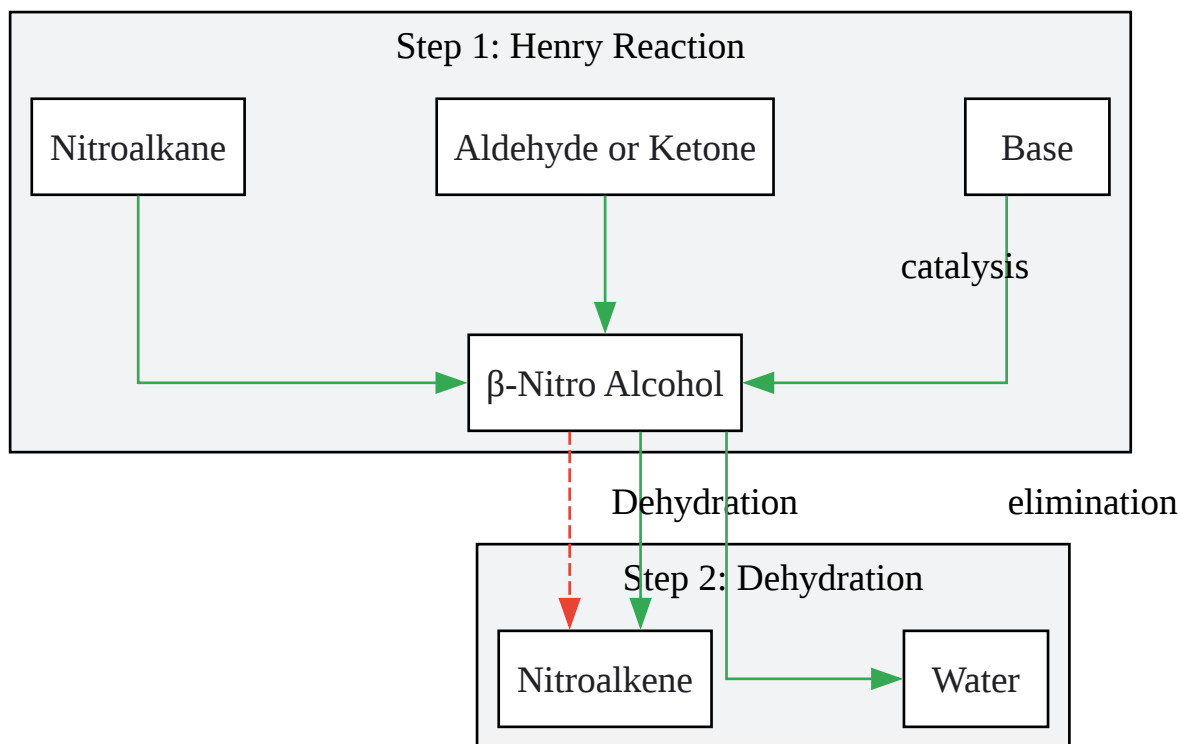 Step 1: Henry Reaction
Nitroalkane
Aldehyde or Ketone
Base
catalysis
β-Nitro Alcohol
Dehydration
elimination
Step 2: Dehydration
Nitroalkene
Water